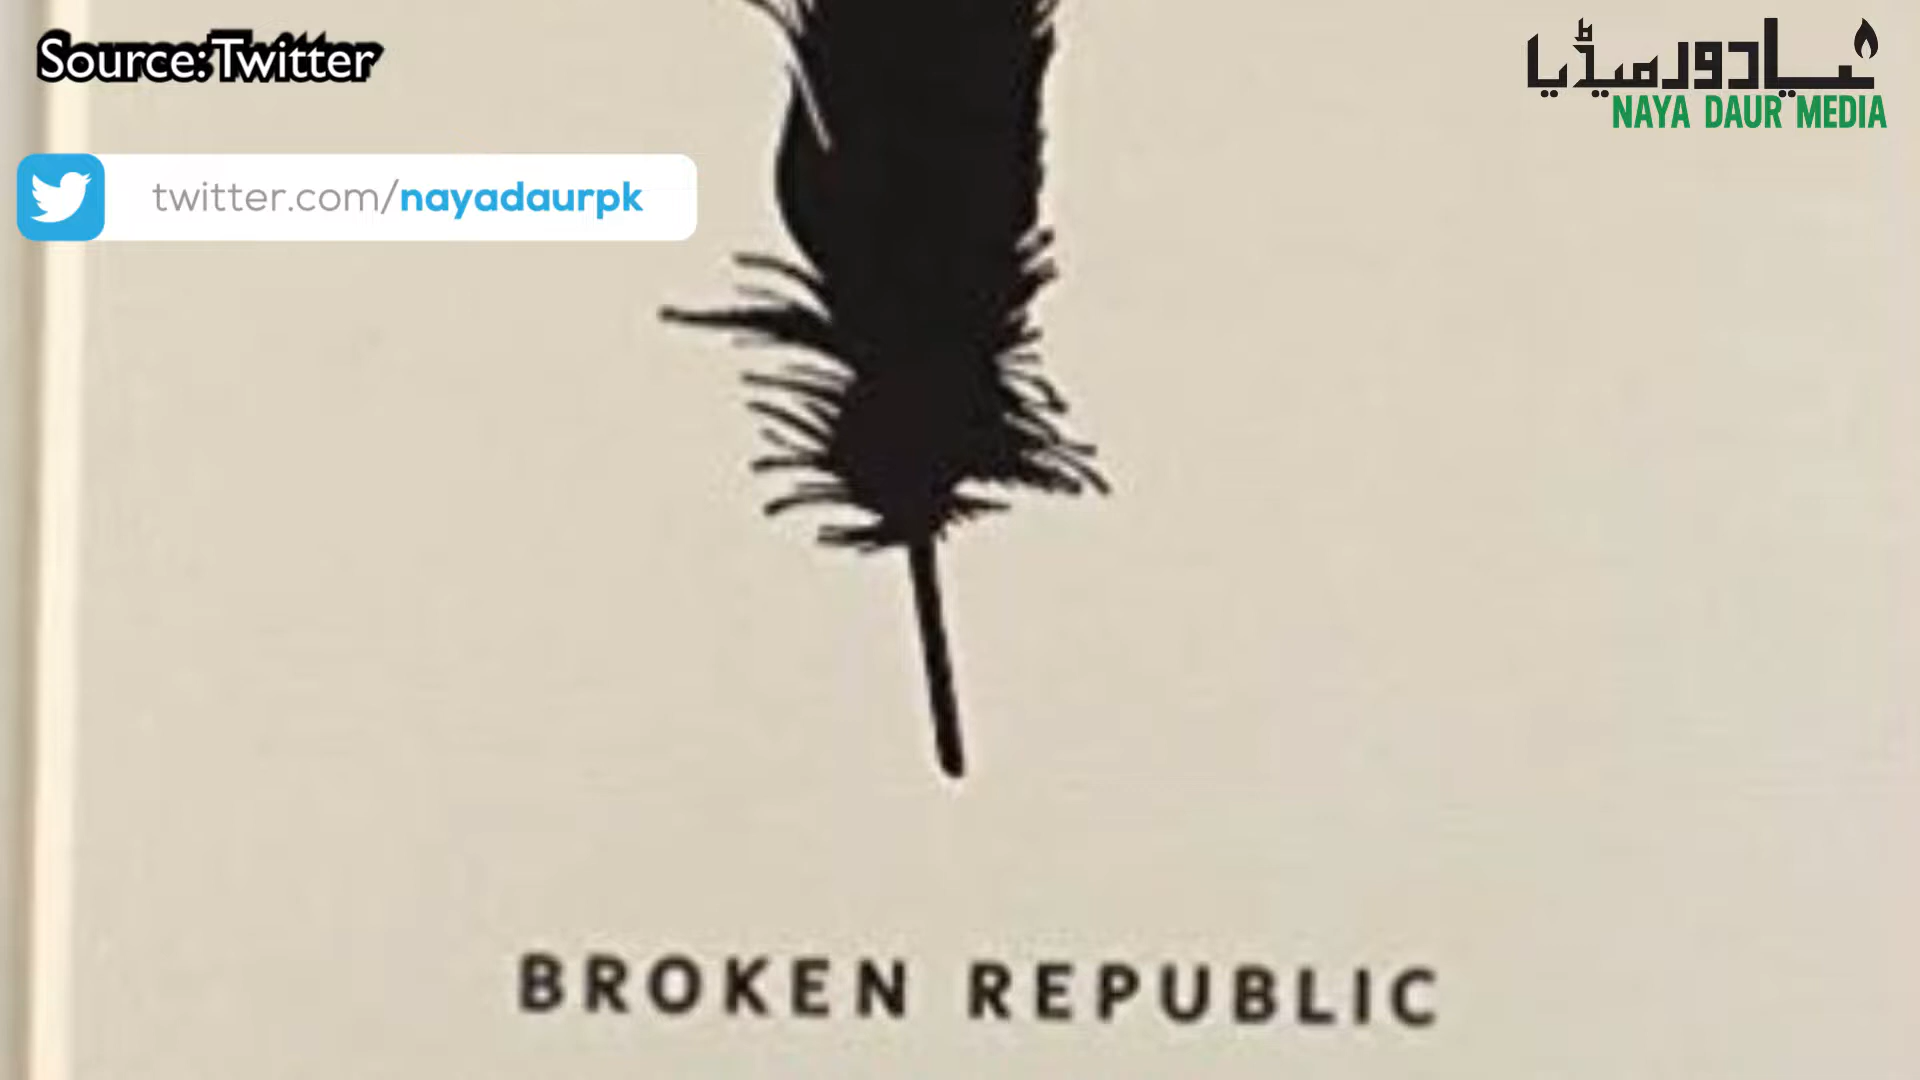 Source: Twitter
نیا دور میڈیا
NAYA DAUR MEDIA
twitter.com/nayadaurpk
BROKEN REPUBLIC